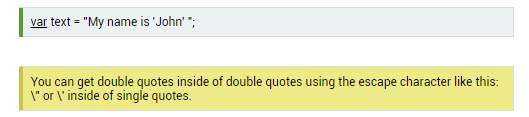 var text = "My name is 'John' ";
You can get double quotes inside of double quotes using the escape character like this:
\" or \' inside of single quotes.